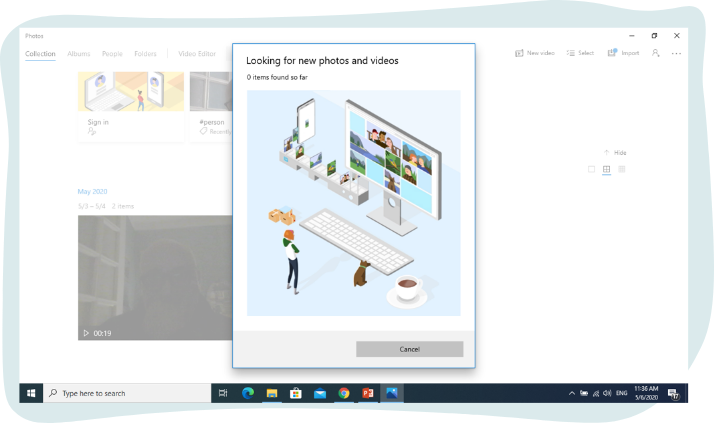 Photos
Collection Albums People Folders Video Editor
New video Select Import
Looking for new photos and videos
0 items found so far
Sign in
#person
Recently
Hide
May 2020
5/3 – 5/4 2 items
00:19
Cancel
Type here to search
ENG
11:36 AM
5/6/2020